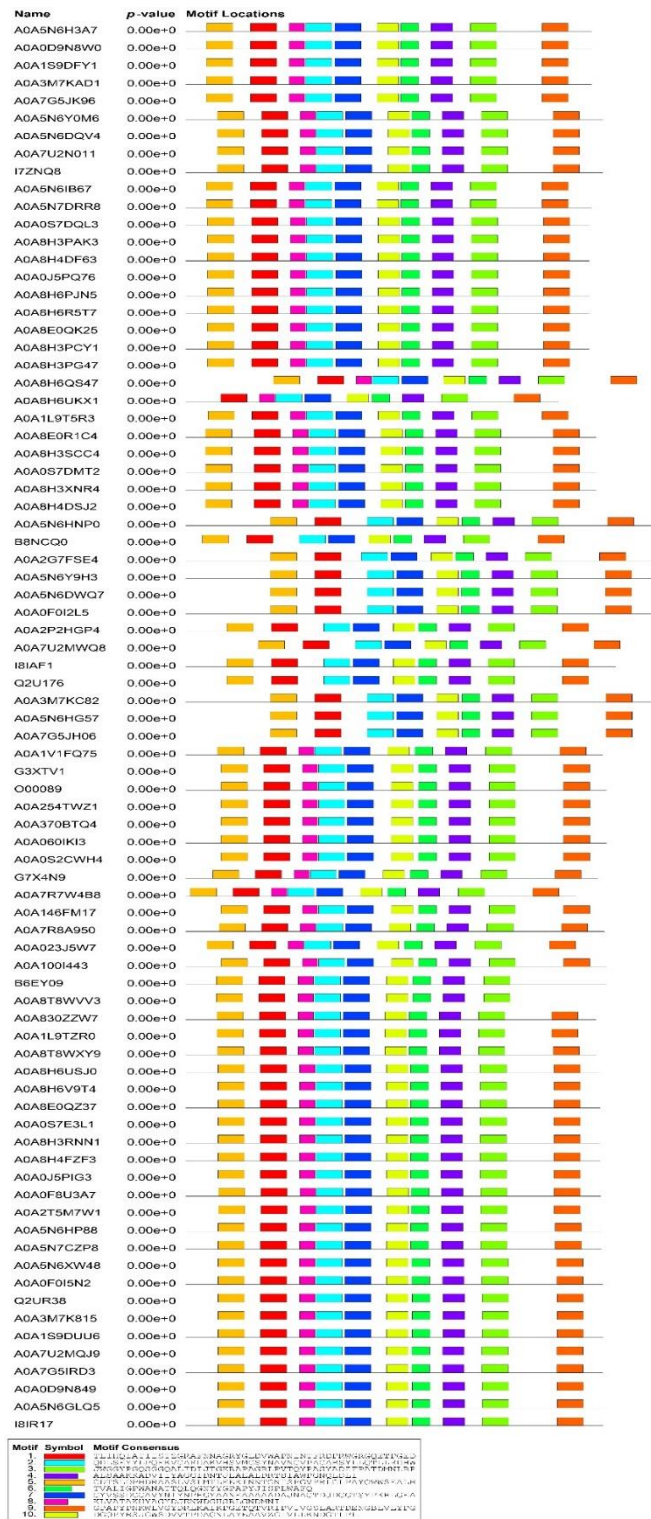 Name p-value Motif Locations
A0A5N6H3A7 0.00e+0
A0A0D9N8W0 0.00e+0
A0A1S9DFY1 0.00e+0
A0A3M7KAD1 0.00e+0
A0A7G5JK96 0.00e+0
A0A5N6Y0M6 0.00e+0
A0A5N6DQV4 0.00e+0
A0A7U2N011 0.00e+0
I7ZNQ8 0.00e+0
A0A5N6IB67 0.00e+0
A0A5N7DRR8 0.00e+0
A0A0S7DQL3 0.00e+0
A0A8H3PAK3 0.00e+0
A0A8H4DF63 0.00e+0
A0A0J5PQ76 0.00e+0
A0A8H6PJN5 0.00e+0
A0A8H6R5T7 0.00e+0
A0A8E0QK25 0.00e+0
A0A8H3PCY1 0.00e+0
A0A8H3PG47 0.00e+0
A0A8H6QS47 0.00e+0
A0A8H6UKX1 0.00e+0
A0A1L9T5R3 0.00e+0
A0A8E0R1C4 0.00e+0
A0A8H3SCC4 0.00e+0
A0A0S7DMT2 0.00e+0
A0A8H3XNR4 0.00e+0
A0A8H4DSJ2 0.00e+0
A0A5N6HNP0 0.00e+0
B8NCQ0 0.00e+0
A0A2G7FSE4 0.00e+0
A0A5N6Y9H3 0.00e+0
A0A5N6DWQ7 0.00e+0
A0A0F0I2L5 0.00e+0
A0A2P2HGP4 0.00e+0
A0A7U2MWQ8 0.00e+0
I8IAF1 0.00e+0
Q2U176 0.00e+0
A0A3M7KC82 0.00e+0
A0A5N6HG57 0.00e+0
A0A7G5JH06 0.00e+0
A0A1V1FQ75 0.00e+0
G3XTV1 0.00e+0
O00089 0.00e+0
A0A254TWZ1 0.00e+0
A0A370BTQ4 0.00e+0
A0A060IKI3 0.00e+0
A0A0S2CWH4 0.00e+0
G7X4N9 0.00e+0
A0A7R7W4B8 0.00e+0
A0A146FM17 0.00e+0
A0A7R8A950 0.00e+0
A0A023J5W7 0.00e+0
A0A100I443 0.00e+0
B6EY09 0.00e+0
A0A8T8WVV3 0.00e+0
A0A830ZZW7 0.00e+0
A0A1L9TZR0 0.00e+0
A0A8T8WXY9 0.00e+0
A0A8H6USJ0 0.00e+0
A0A8H6V9T4 0.00e+0
A0A8E0QZ37 0.00e+0
A0A0S7E3L1 0.00e+0
A0A8H3RNN1 0.00e+0
A0A8H4FZF3 0.00e+0
A0A0J5PIG3 0.00e+0
A0A0F8U3A7 0.00e+0
A0A2T5M7W1 0.00e+0
A0A5N6HP88 0.00e+0
A0A5N7CZP8 0.00e+0
A0A5N6XW48 0.00e+0
A0A0F0I5N2 0.00e+0
Q2UR38 0.00e+0
A0A3M7K815 0.00e+0
A0A1S9DUU6 0.00e+0
A0A7U2MQJ9 0.00e+0
A0A7G5IRD3 0.00e+0
A0A0D9N849 0.00e+0
A0A5N6GLQ5 0.00e+0
I8IR17 0.00e+0
Motif Symbol Motif Consensus
1.
2.
3.
4.
5.
6.
7.
8.
9.
10.